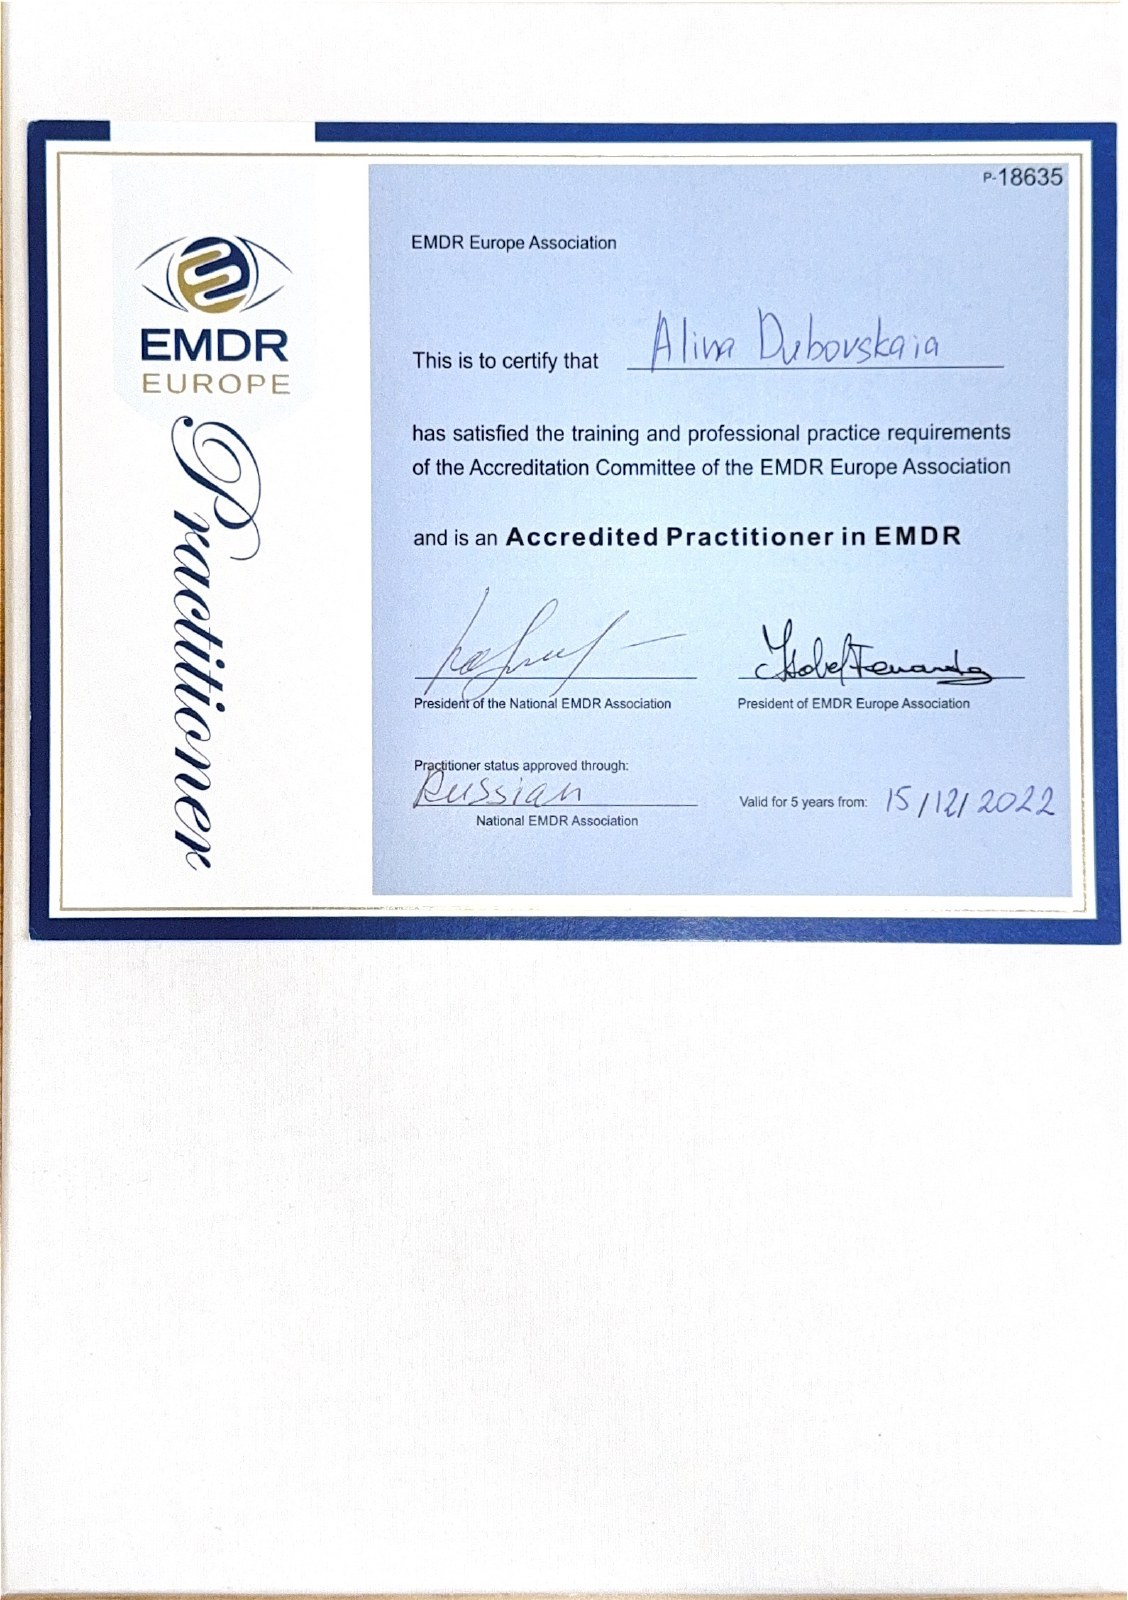 P-18635
EMDR
EUROPE
Practitioner
EMDR Europe Association
This is to certify that Alina Dubovskaia
has satisfied the training and professional practice requirements
of the Accreditation Committee of the EMDR Europe Association
and is an Accredited Practitioner in EMDR
President of the National EMDR Association
President of EMDR Europe Association
Practitioner status approved through:
Russian
National EMDR Association
Valid for 5 years from: 15/12/2022